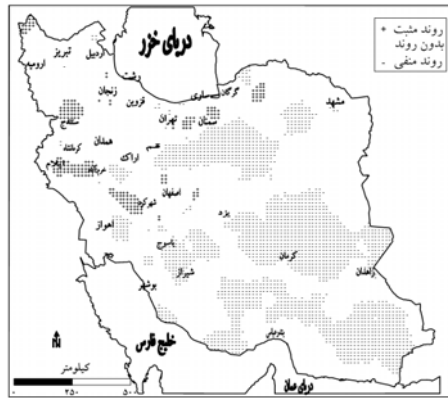 دریای خزر
روند مثبت +
بدون روند
روند منفی -
تبریز
اردبیل
ارومیه
رشت
زنجان
قزوین
ساری
گرگان
مشهد
تهران
سمنان
سنندج
همدان
قم
کرمانشاه
اراک
ایلام
خرم‌آباد
اصفهان
شهرکرد
یزد
اهواز
یاسوج
کرمان
زاهدان
شیراز
بوشهر
بندرعباس
خلیج فارس
کیلومتر
۰ ۲۵۰ ۵۰۰
دریای عمان